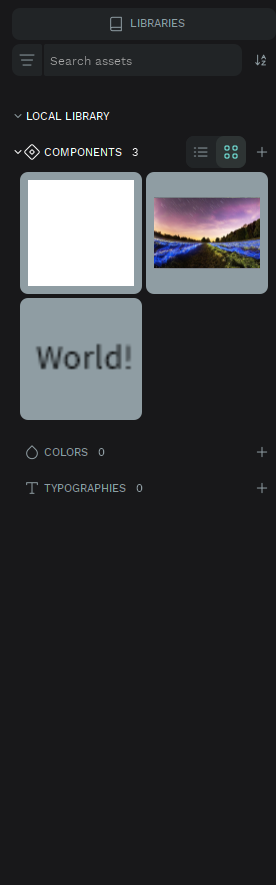 LIBRARIES
Search assets
LOCAL LIBRARY
COMPONENTS 3
World!
COLORS 0
TYPOGRAPHIES 0